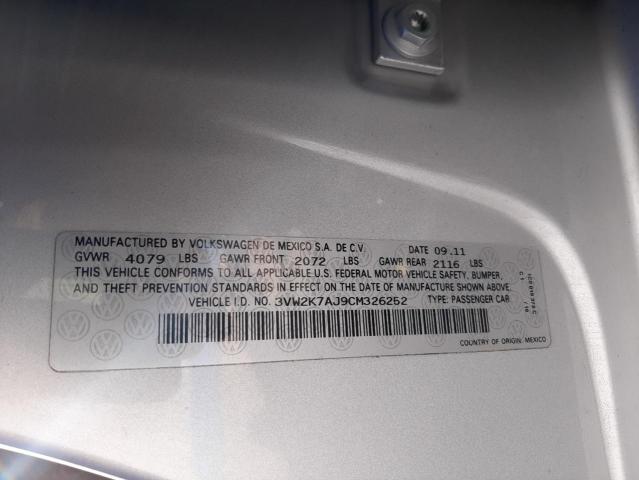 MANUFACTURED BY VOLKSWAGEN DE MEXICO S.A. DE C.V. DATE 09.11
GVWR 4079 LBS GAWR FRONT 2072 LBS GAWR REAR 2116 LBS
THIS VEHICLE CONFORMS TO ALL APPLICABLE U.S. FEDERAL MOTOR VEHICLE SAFETY, BUMPER,
AND THEFT PREVENTION STANDARDS IN EFFECT ON THE DATE OF MANUFACTURE SHOWN ABOVE.
VEHICLE I.D. NO. 3VW2K7AJ9CM326252 TYPE: PASSENGER CAR
COUNTRY OF ORIGIN: MEXICO